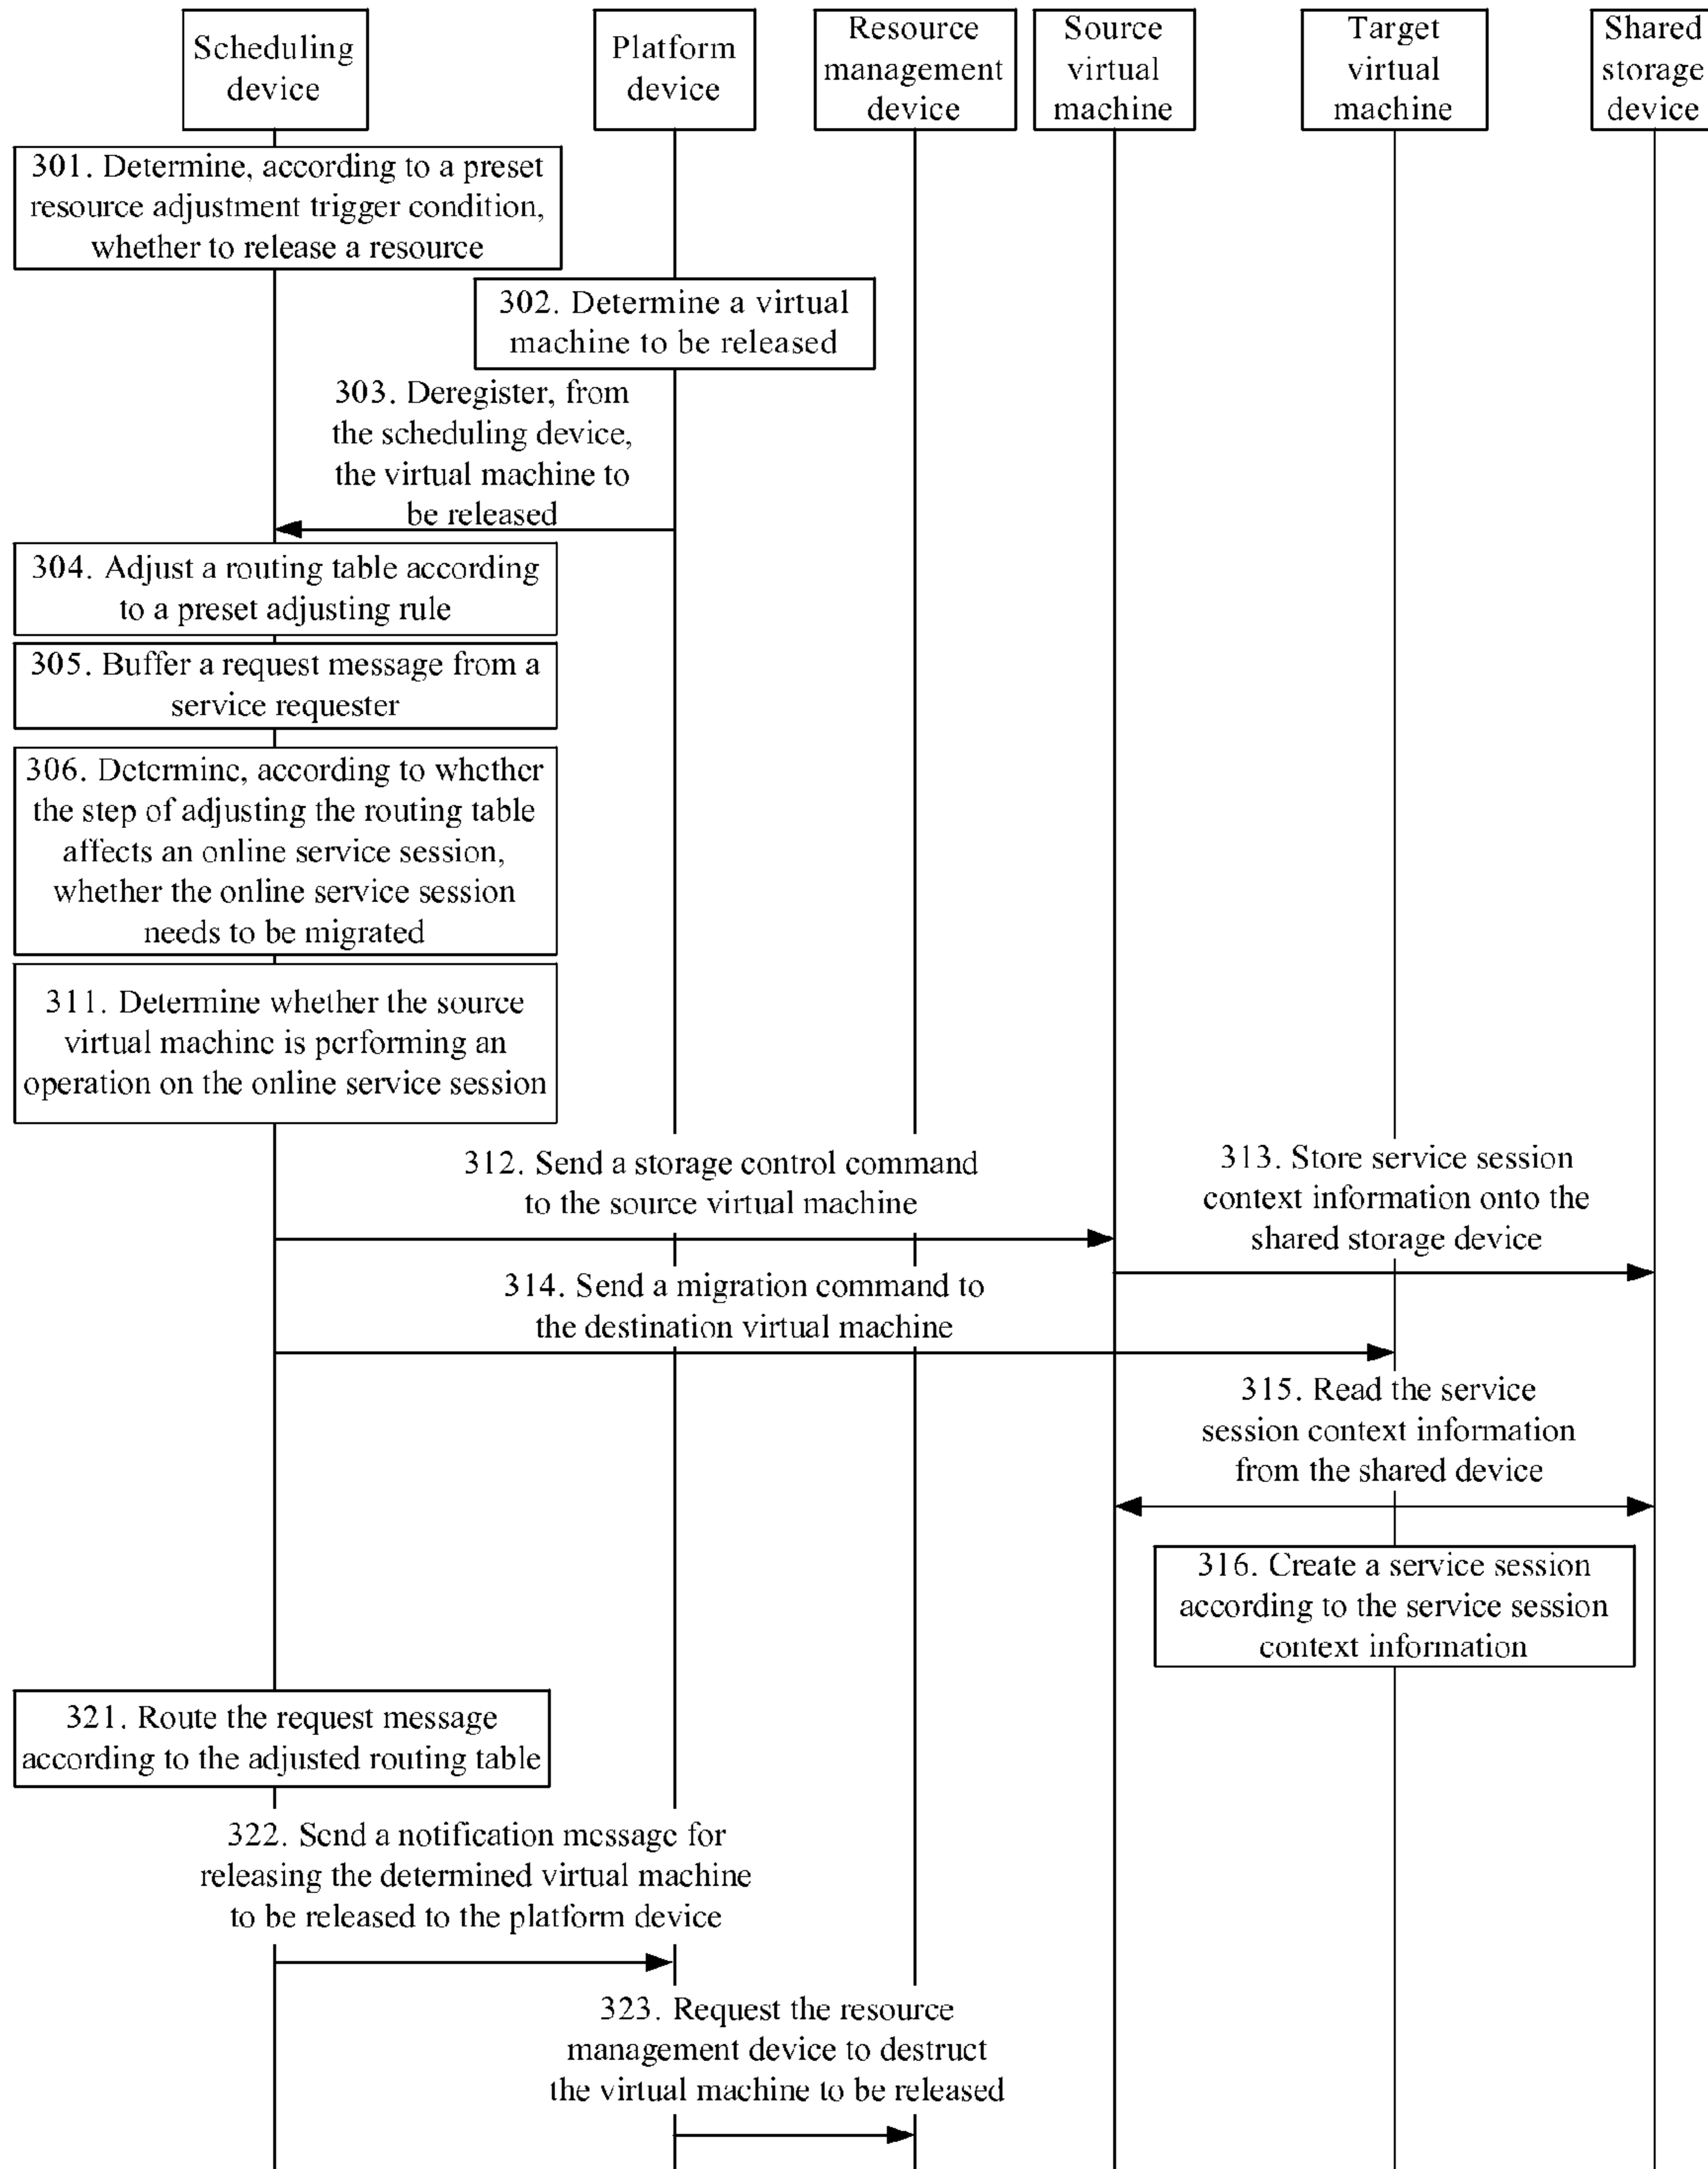 Scheduling
device
Platform
device
Resource
management
device
Source
virtual
machine
Target
virtual
machine
Shared
storage
device
301. Determine, according to a preset
resource adjustment trigger condition,
whether to release a resource
302. Determine a virtual
machine to be released
303. Deregister, from
the scheduling device,
the virtual machine to
be released
304. Adjust a routing table according
to a preset adjusting rule
305. Buffer a request message from a
service requester
306. Determine, according to whether
the step of adjusting the routing table
affects an online service session,
whether the online service session
needs to be migrated
311. Determine whether the source
virtual machine is performing an
operation on the online service session
312. Send a storage control command
to the source virtual machine
313. Store service session
context information onto the
shared storage device
314. Send a migration command to
the destination virtual machine
315. Read the service
session context information
from the shared device
316. Create a service session
according to the service session
context information
321. Route the request message
according to the adjusted routing table
322. Send a notification message for
releasing the determined virtual machine
to be released to the platform device
323. Request the resource
management device to destruct
the virtual machine to be released